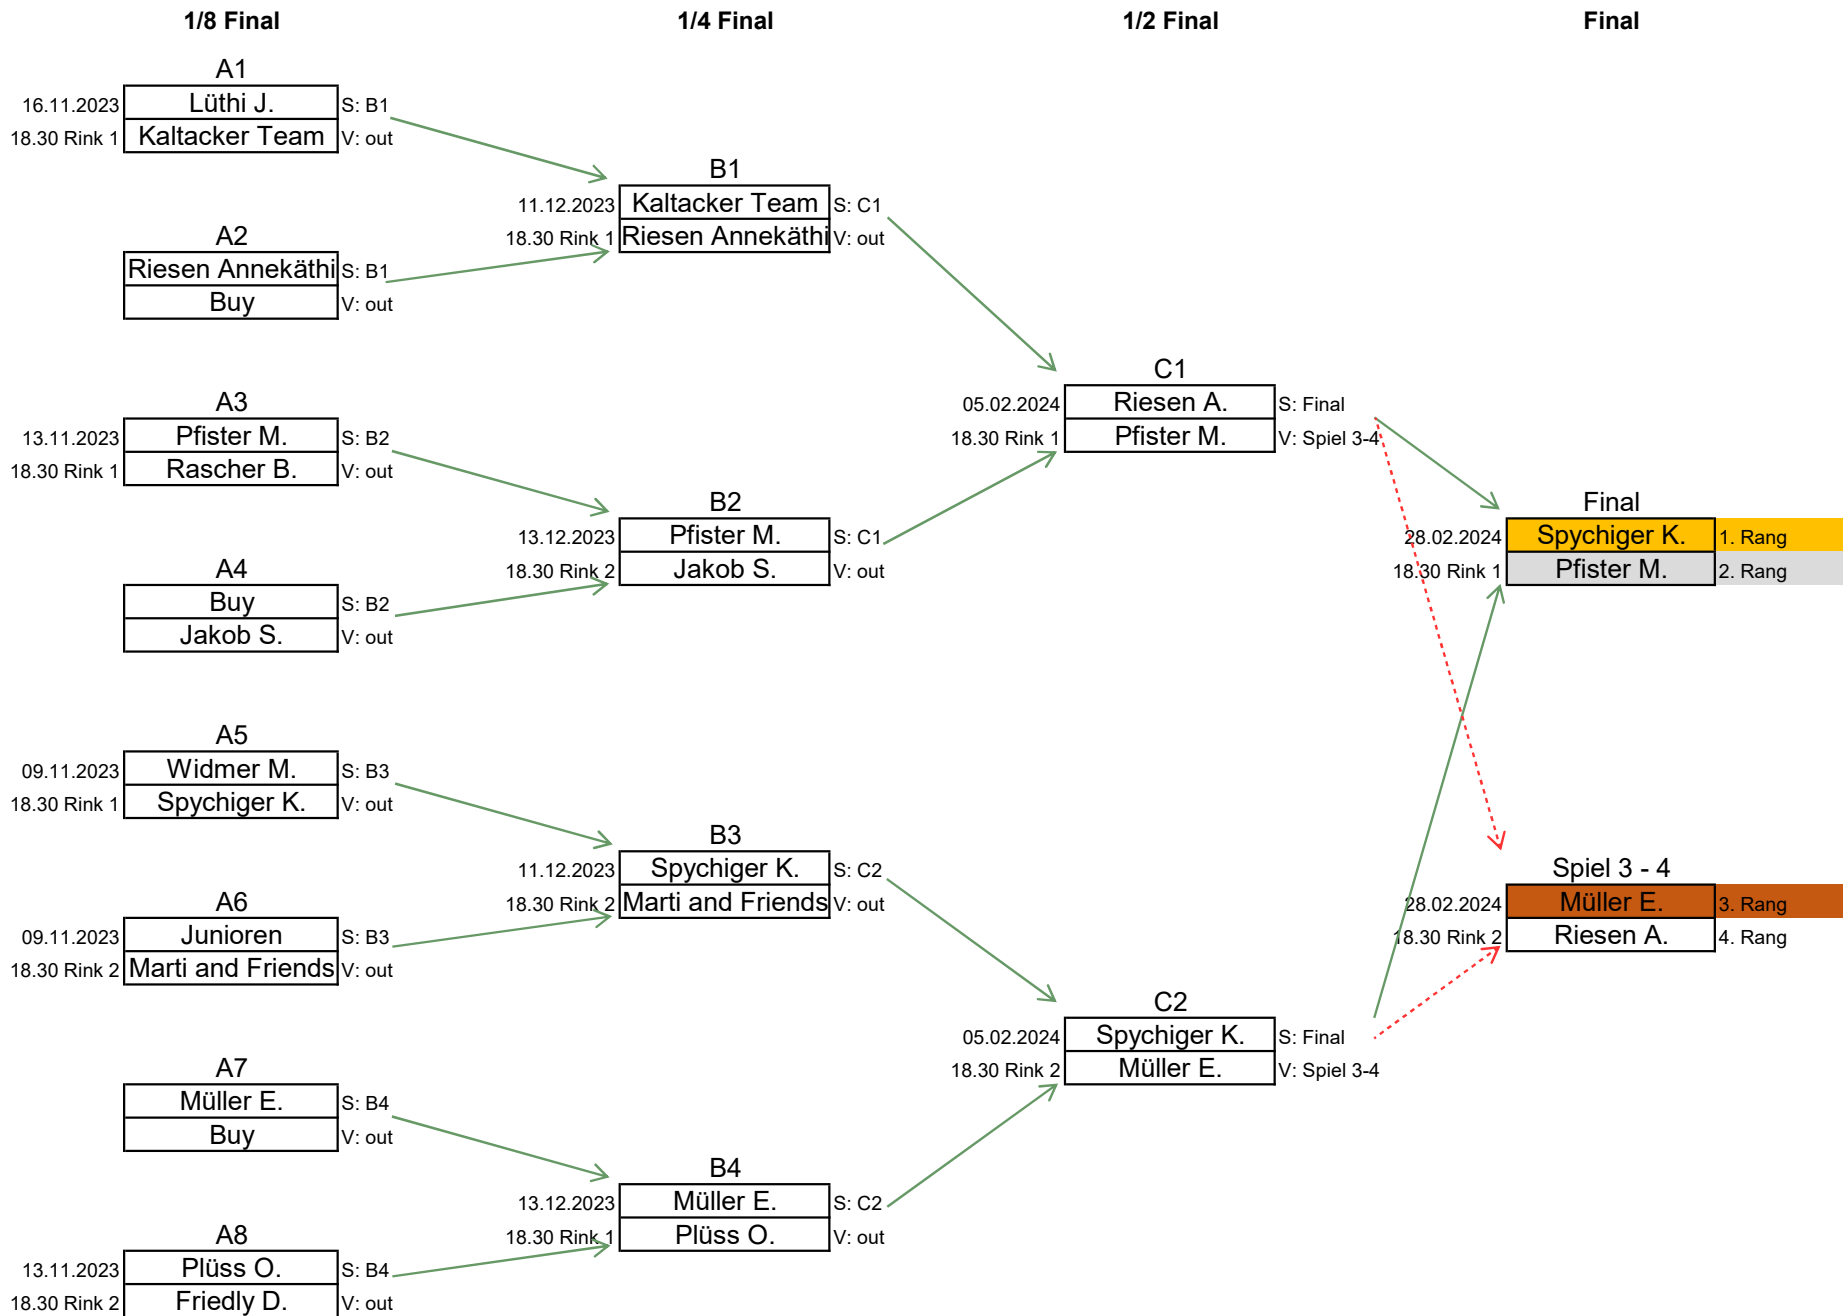 1/8 Final 1/4 Final 1/2 Final Final
A1
16.11.2023 Lüthi J. S: B1
18.30 Rink 1 Kaltacker Team V: out
B1
11.12.2023 Kaltacker Team S: C1
18.30 Rink 1 Riesen Annekäthi V: out
A2
Riesen Annekäthi S: B1
Buy V: out
C1
05.02.2024 Riesen A. S: Final
18.30 Rink 1 Pfister M. V: Spiel 3-4
A3
13.11.2023 Pfister M. S: B2
18.30 Rink 1 Rascher B. V: out
B2
13.12.2023 Pfister M. S: C1
18.30 Rink 2 Jakob S. V: out
Final
28.02.2024 Spychiger K. 1. Rang
18.30 Rink 1 Pfister M. 2. Rang
A4
Buy S: B2
Jakob S. V: out
A5
09.11.2023 Widmer M. S: B3
18.30 Rink 1 Spychiger K. V: out
B3
11.12.2023 Spychiger K. S: C2
18.30 Rink 2 Marti and Friends V: out
Spiel 3 - 4
28.02.2024 Müller E. 3. Rang
18.30 Rink 2 Riesen A. 4. Rang
A6
09.11.2023 Junioren S: B3
18.30 Rink 2 Marti and Friends V: out
C2
05.02.2024 Spychiger K. S: Final
18.30 Rink 2 Müller E. V: Spiel 3-4
A7
Müller E. S: B4
Buy V: out
B4
13.12.2023 Müller E. S: C2
18.30 Rink 1 Plüss O. V: out
A8
13.11.2023 Plüss O. S: B4
18.30 Rink 2 Friedly D. V: out